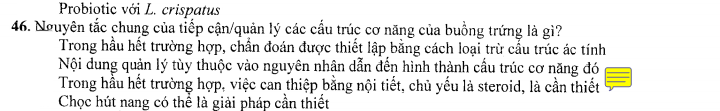 Probiotic với L. crispatus
46. Nguyên tắc chung của tiếp cận/quản lý các cấu trúc cơ năng của buồng trứng là gì?
Trong hầu hết trường hợp, chẩn đoán được thiết lập bằng cách loại trừ cấu trúc ác tính
Nội dung quản lý tùy thuộc vào nguyên nhân dẫn đến hình thành cấu trúc cơ năng đó
Trong hầu hết trường hợp, việc can thiệp bằng nội tiết, chủ yếu là steroid, là cần thiết
Chọc hút nang có thể là giải pháp cần thiết